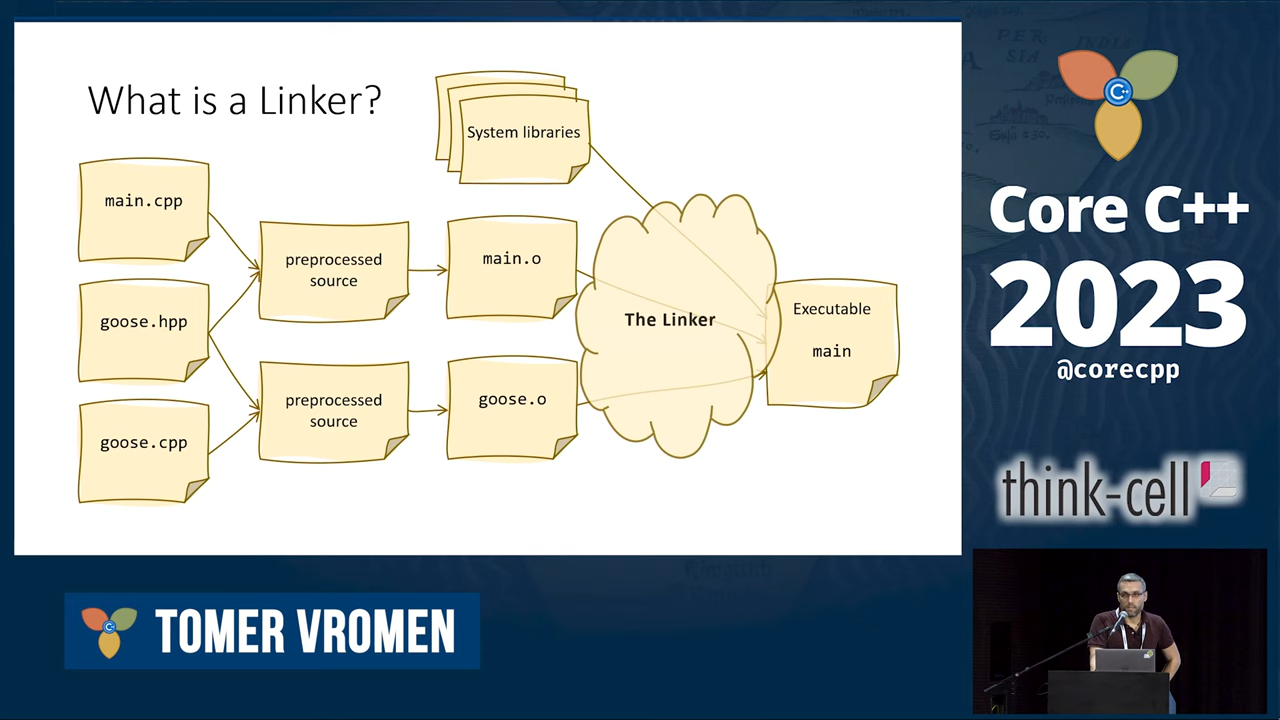 What is a Linker?
System libraries
main.cpp
goose.hpp
goose.cpp
preprocessed
source
preprocessed
source
main.o
goose.o
The Linker
Executable
main
C++
Core C++
2023
@corecpp
think-cell
TOMER VROMEN